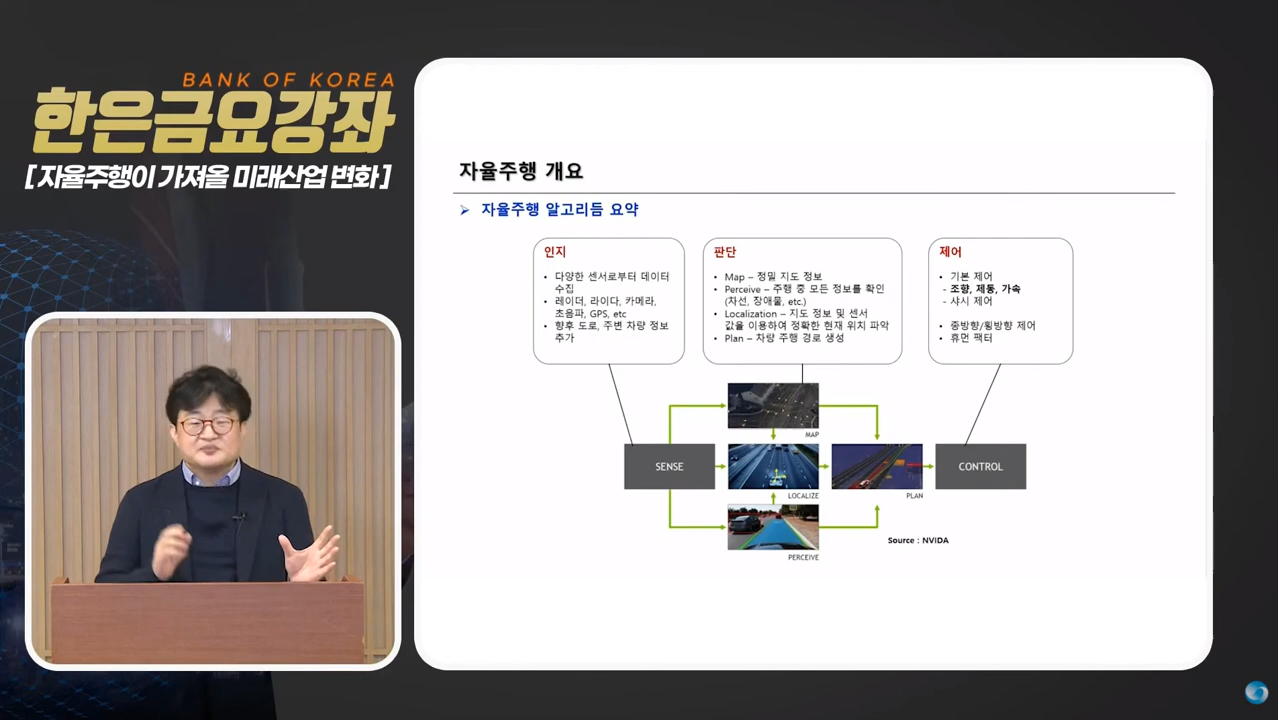 BANK OF KOREA
한은금요강좌
[ 자율주행이 가져올 미래산업 변화 ]
자율주행 개요
➢ 자율주행 알고리듬 요약
인지
• 다양한 센서로부터 데이터
수집
• 레이더, 라이다, 카메라,
초음파, GPS, etc
• 향후 도로, 주변 차량 정보
추가
판단
• Map – 정밀 지도 정보
• Perceive – 주행 중 모든 정보를 확인
(차선, 장애물, etc.)
• Localization – 지도 정보 및 센서
값을 이용하여 정확한 현재 위치 파악
• Plan – 차량 주행 경로 생성
제어
• 기본 제어
- 조향, 제동, 가속
- 샤시 제어
• 종방향/횡방향 제어
• 휴먼 팩터
MAP
SENSE
LOCALIZE
PLAN
CONTROL
PERCEIVE
Source : NVIDA